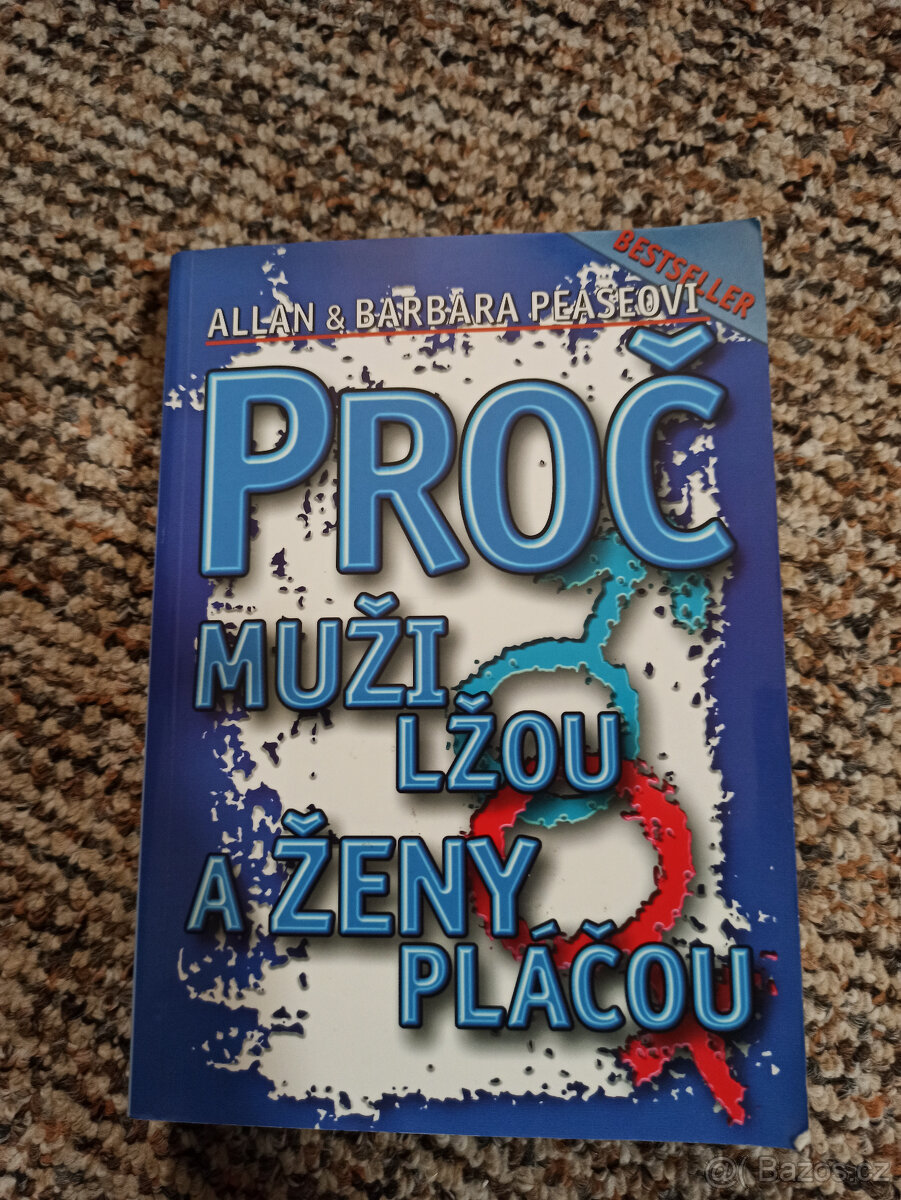 BESTSELLER
ALLAN & BARBARA PEASEOVI
PROČ
MUŽI
LŽOU
A ŽENY
PLÁČOU
@( Bazos.cz